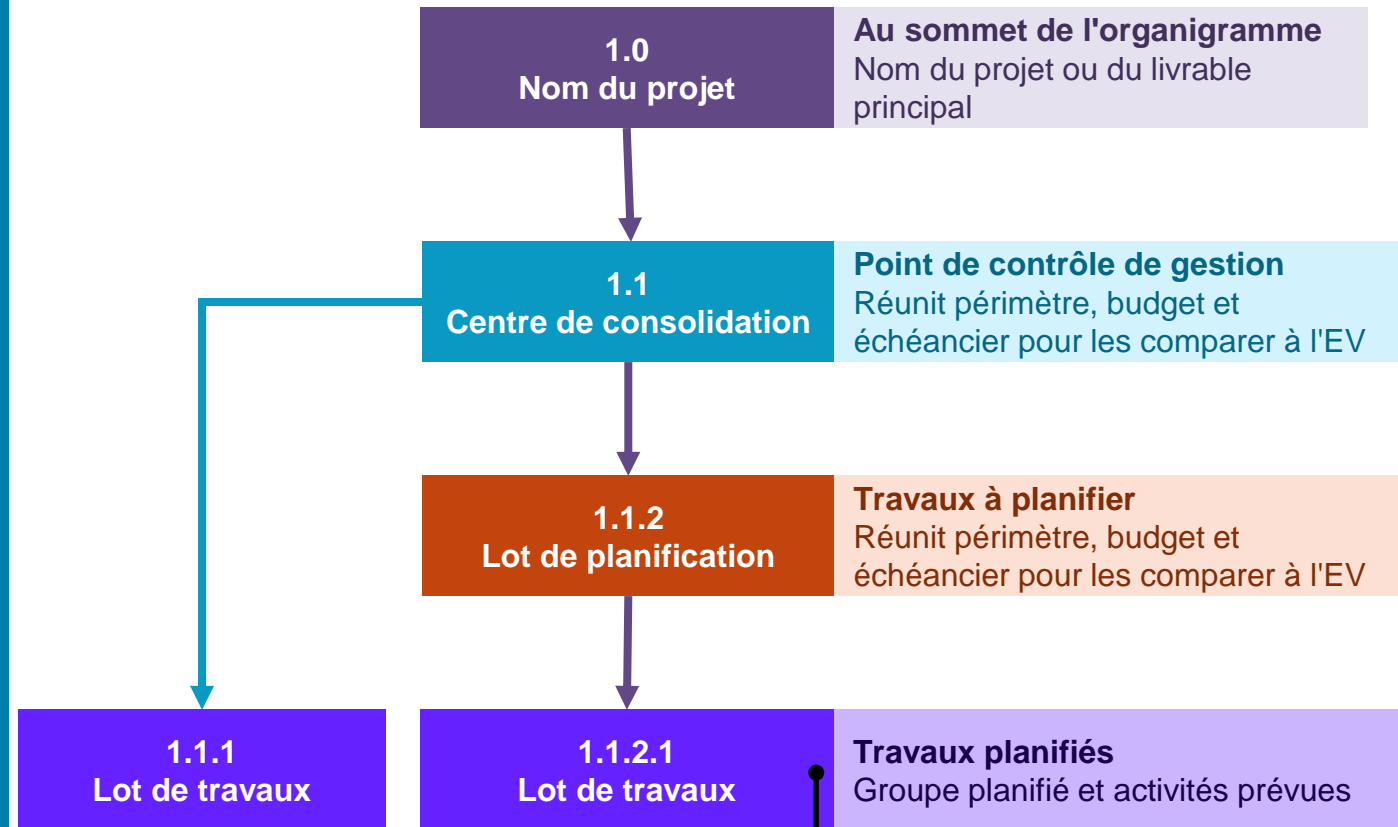 1.0
Nom du projet
Au sommet de l'organigramme
Nom du projet ou du livrable
principal
1.1
Centre de consolidation
Point de contrôle de gestion
Réunit périmètre, budget et
échéancier pour les comparer à l'EV
1.1.2
Lot de planification
Travaux à planifier
Réunit périmètre, budget et
échéancier pour les comparer à l'EV
1.1.1
Lot de travaux
1.1.2.1
Lot de travaux
Travaux planifiés
Groupe planifié et activités prévues